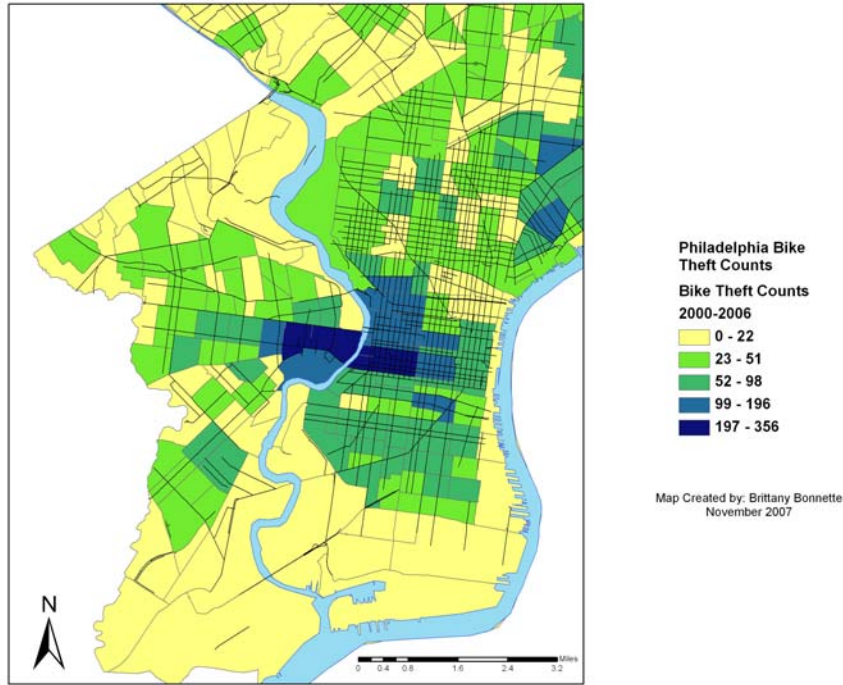 Philadelphia Bike
Theft Counts
Bike Theft Counts
2000-2006
0 - 22
23 - 51
52 - 98
99 - 196
197 - 356
Map Created by: Brittany Bonnette
November 2007
N
Miles
0 0.4 0.8 1.6 2.4 3.2